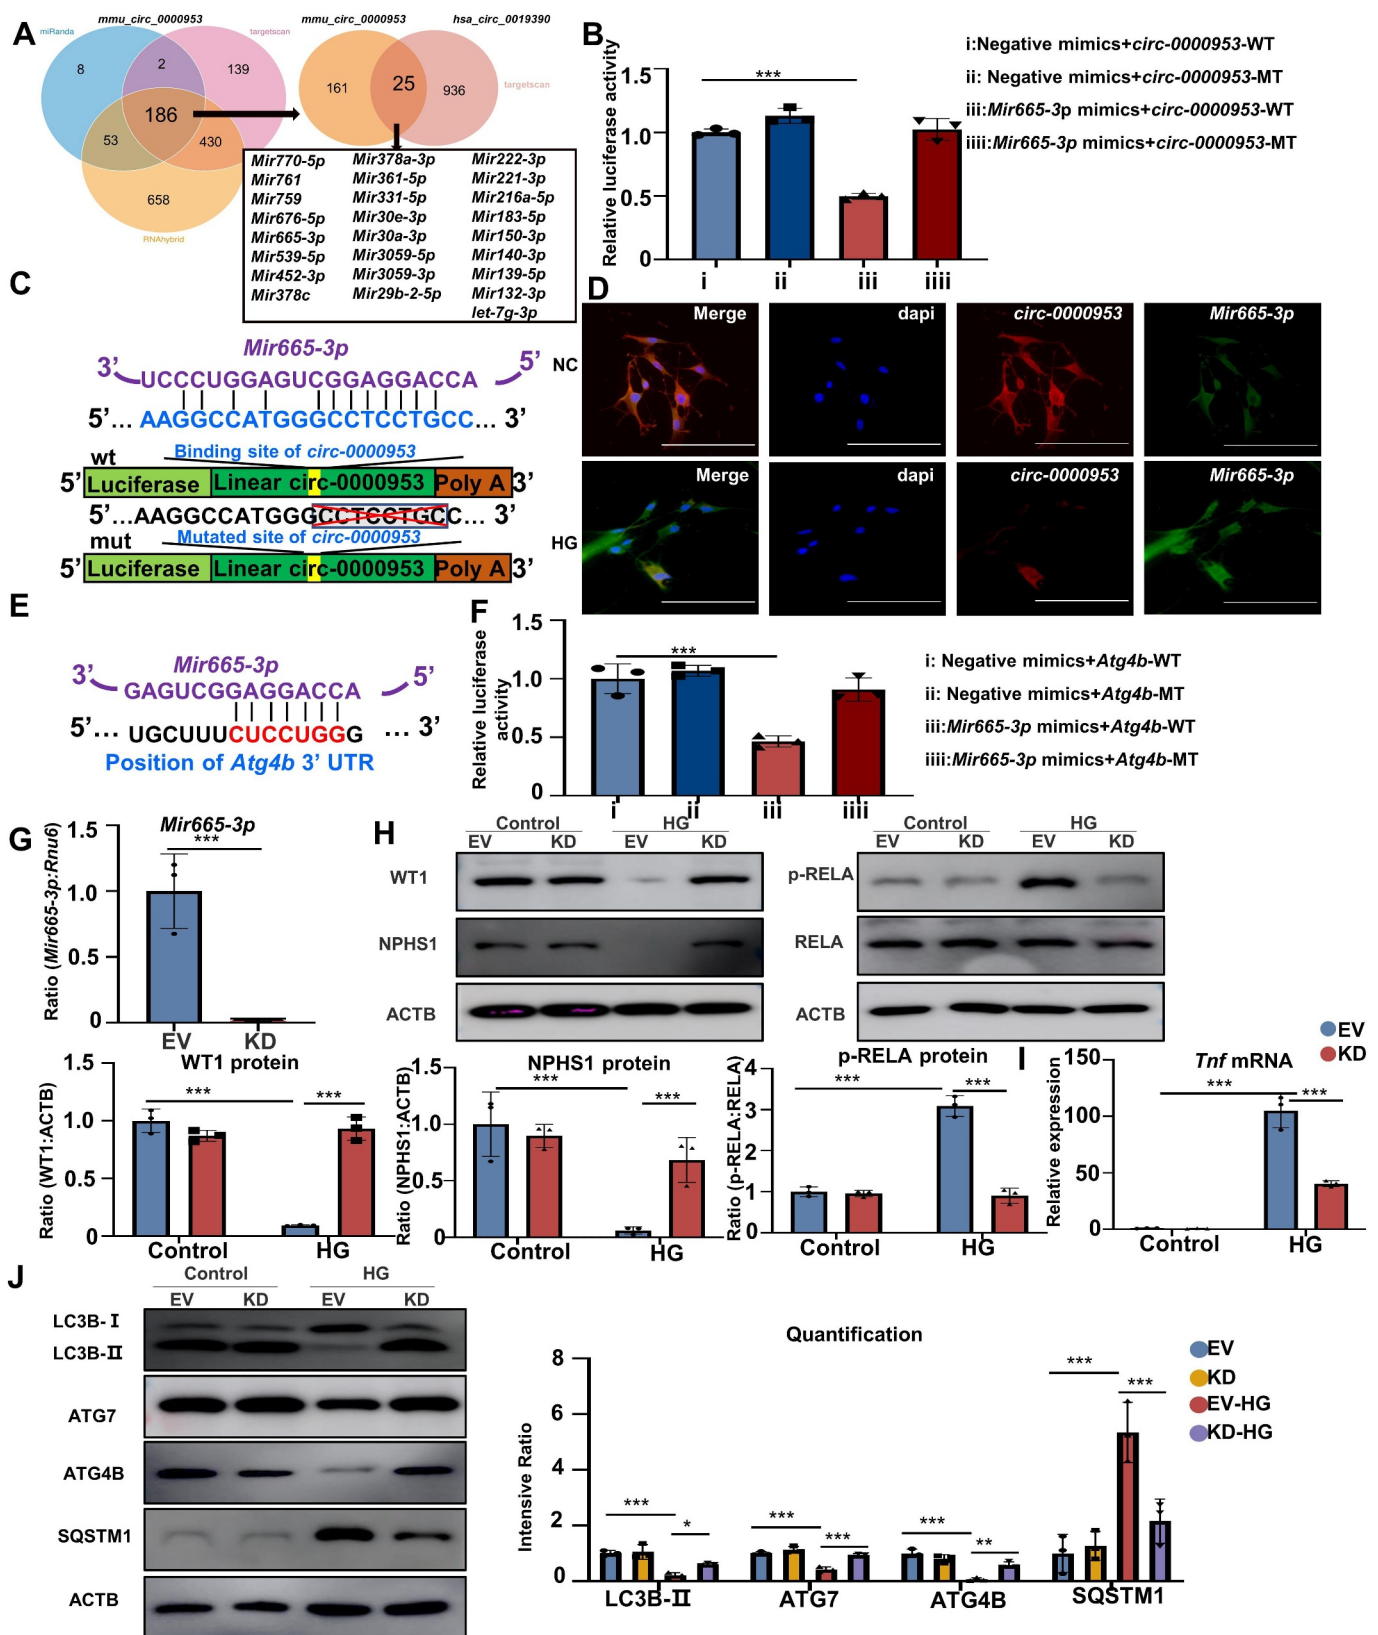 A
mmu_circ_0000953
miRanda
targetscan
8
2
139
186
53
430
658
RNAhybrid
mmu_circ_0000953
hsa_circ_0019390
161
25
936
targetscan
Mir770-5p Mir378a-3p Mir222-3p
Mir761 Mir361-5p Mir221-3p
Mir759 Mir331-5p Mir216a-5p
Mir676-5p Mir30e-3p Mir183-5p
Mir665-3p Mir30a-3p Mir150-3p
Mir539-5p Mir3059-5p Mir140-3p
Mir452-3p Mir3059-3p Mir139-5p
Mir378c Mir29b-2-5p Mir132-3p
let-7g-3p
B
Relative luciferase activity
1.5
1.0
0.5
0
***
i ii iii iiii
i:Negative mimics+circ-0000953-WT
ii: Negative mimics+circ-0000953-MT
iii:Mir665-3p mimics+circ-0000953-WT
iiii:Mir665-3p mimics+circ-0000953-MT
C
Mir665-3p
3’ UCCCUGGAGUCGGAGGACCA 5’
5’... AAGGCCATGGGCCTCCTGCC... 3’
Binding site of circ-0000953
wt
5’ Luciferase Linear circ-0000953 Poly A 3’
5’...AAGGCCATGGGCCTCCTGCC... 3’
Mutated site of circ-0000953
mut
5’ Luciferase Linear circ-0000953 Poly A 3’
D
NC
Merge dapi circ-0000953 Mir665-3p
HG
Merge dapi circ-0000953 Mir665-3p
E
Mir665-3p
3’ GAGUCGGAGGACCA 5’
5’... UGCUUUCUCCUGGG ... 3’
Position of Atg4b 3’ UTR
F
Relative luciferase
activity
1.5
1.0
0.5
0
***
i ii iii iiii
i: Negative mimics+Atg4b-WT
ii: Negative mimics+Atg4b-MT
iii:Mir665-3p mimics+Atg4b-WT
iiii:Mir665-3p mimics+Atg4b-MT
G
Mir665-3p
Ratio (Mir665-3p:Rnu6)
1.5
1.0
0.5
0
***
EV KD
H
Control HG
EV KD EV KD
WT1
NPHS1
ACTB
Control HG
EV KD EV KD
p-RELA
RELA
ACTB
WT1 protein
Ratio (WT1:ACTB)
1.5
1.0
0.5
0
*** ***
Control HG
NPHS1 protein
Ratio (NPHS1:ACTB)
1.5
1.0
0.5
0
*** ***
Control HG
p-RELA protein
Ratio (p-RELA:RELA)
4
3
2
1
0
*** ***
Control HG
I
EV
KD
Tnf mRNA
Relative expression
150
100
50
0
*** ***
Control HG
J
Control HG
EV KD EV KD
LC3B-Ⅰ
LC3B-Ⅱ
ATG7
ATG4B
SQSTM1
ACTB
Quantification
Intensive Ratio
8
6
4
2
0
*** *
*** ***
*** **
*** ***
LC3B-Ⅱ ATG7 ATG4B SQSTM1
EV
KD
EV-HG
KD-HG